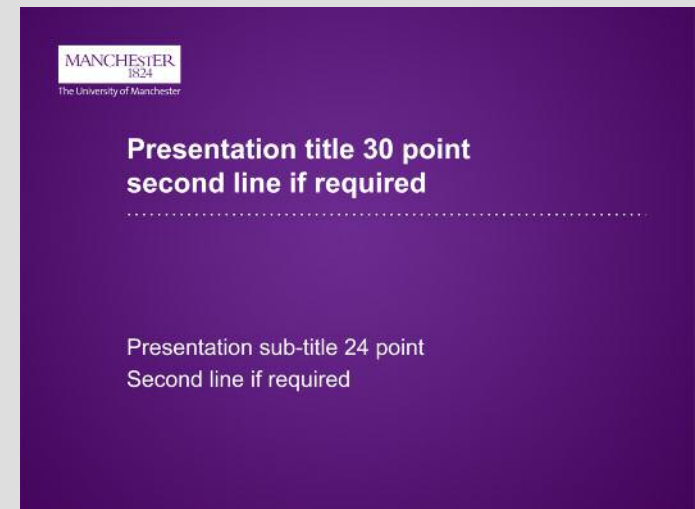 MANCHESTER
1824
The University of Manchester
Presentation title 30 point
second line if required
Presentation sub-title 24 point
Second line if required